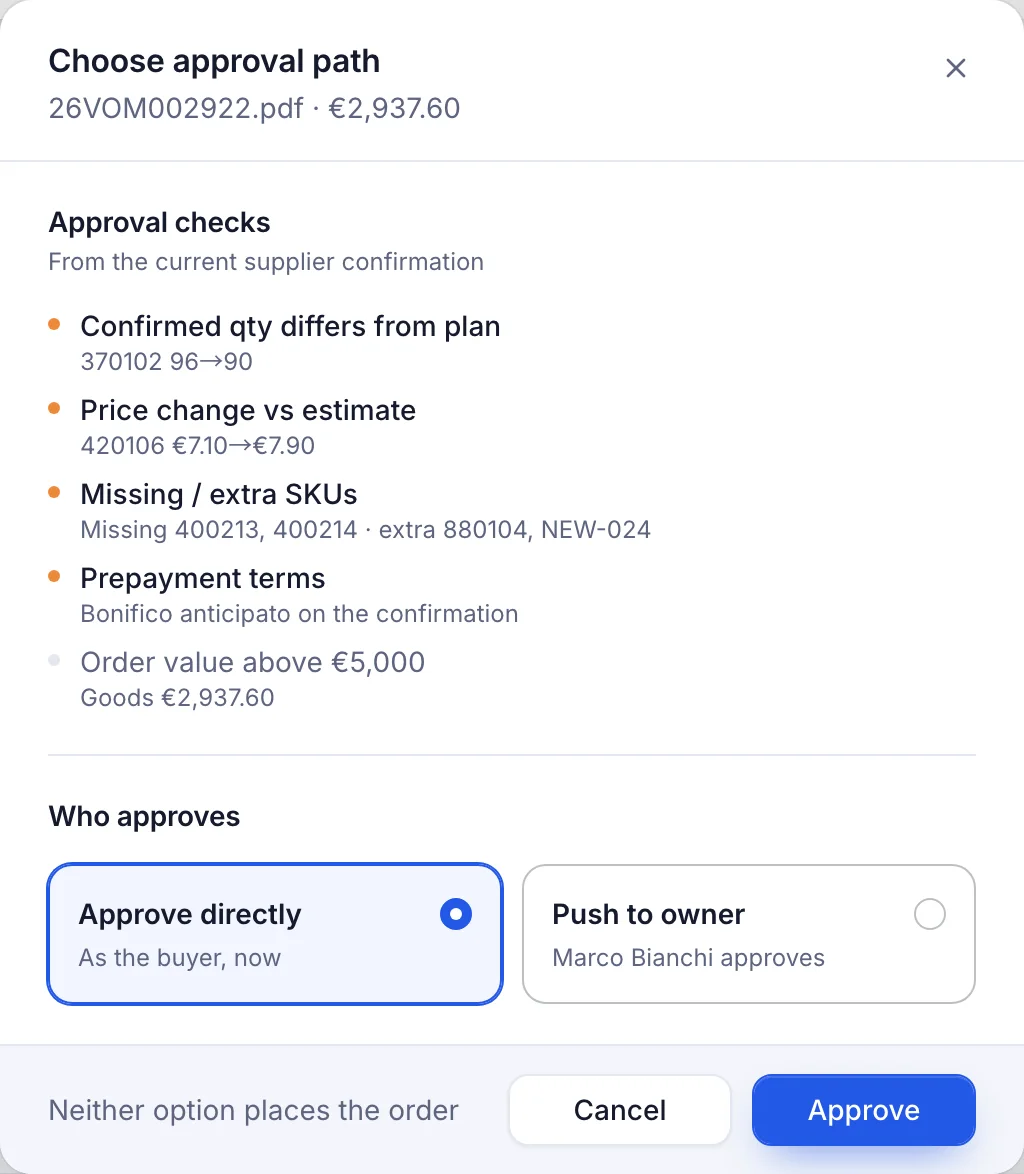 Choose approval path
26VOM002922.pdf · €2,937.60
Approval checks
From the current supplier confirmation
Confirmed qty differs from plan
370102 96→90
Price change vs estimate
420106 €7.10→€7.90
Missing / extra SKUs
Missing 400213, 400214 · extra 880104, NEW-024
Prepayment terms
Bonifico anticipato on the confirmation
Order value above €5,000
Goods €2,937.60
Who approves
Approve directly
As the buyer, now
Push to owner
Marco Bianchi approves
Neither option places the order
Cancel
Approve